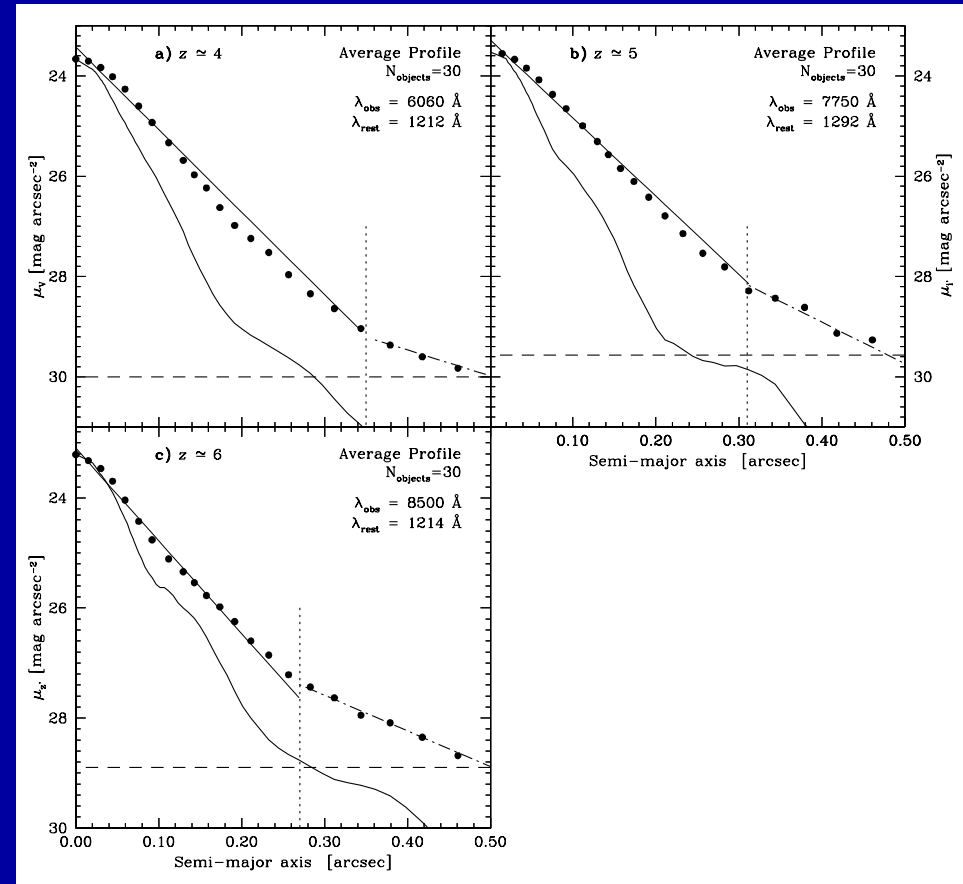 a) z ≃ 4
Average Profile
N_objects=30
λ_obs = 6060 Å
λ_rest = 1212 Å
24
26
28
30
μ_v [mag arcsec⁻²]
b) z ≃ 5
Average Profile
N_objects=30
λ_obs = 7750 Å
λ_rest = 1292 Å
24
26
28
30
μ_i' [mag arcsec⁻²]
0.10 0.20 0.30 0.40 0.50
Semi-major axis [arcsec]
c) z ≃ 6
Average Profile
N_objects=30
λ_obs = 8500 Å
λ_rest = 1214 Å
24
26
28
30
μ_z' [mag arcsec⁻²]
0.00 0.10 0.20 0.30 0.40 0.50
Semi-major axis [arcsec]